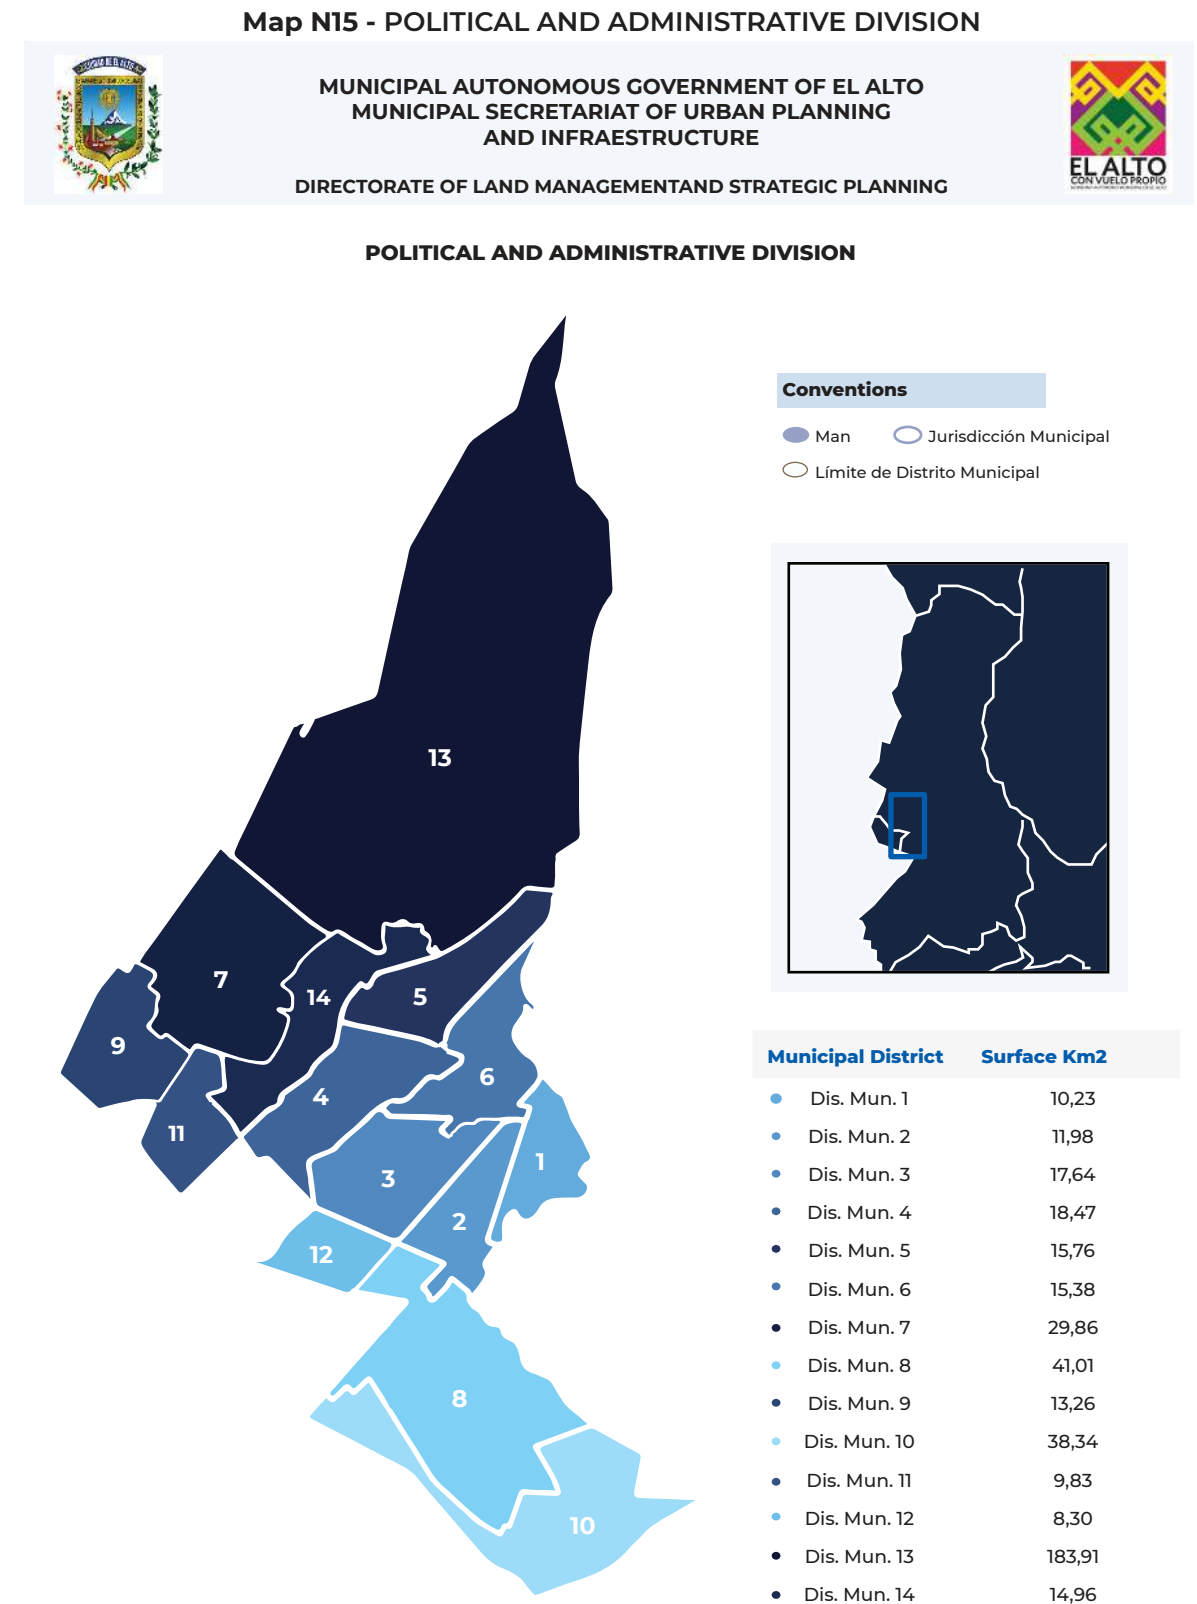 Map N15 - POLITICAL AND ADMINISTRATIVE DIVISION
MUNICIPAL AUTONOMOUS GOVERNMENT OF EL ALTO
MUNICIPAL SECRETARIAT OF URBAN PLANNING
AND INFRAESTRUCTURE
DIRECTORATE OF LAND MANAGEMENTAND STRATEGIC PLANNING
EL ALTO
CON VUELO PROPIO
POLITICAL AND ADMINISTRATIVE DIVISION
Conventions
Man
Jurisdicción Municipal
Límite de Distrito Municipal
13
7
14
5
9
6
4
11
1
3
2
12
8
10
Municipal District Surface Km2
Dis. Mun. 1 10,23
Dis. Mun. 2 11,98
Dis. Mun. 3 17,64
Dis. Mun. 4 18,47
Dis. Mun. 5 15,76
Dis. Mun. 6 15,38
Dis. Mun. 7 29,86
Dis. Mun. 8 41,01
Dis. Mun. 9 13,26
Dis. Mun. 10 38,34
Dis. Mun. 11 9,83
Dis. Mun. 12 8,30
Dis. Mun. 13 183,91
Dis. Mun. 14 14,96